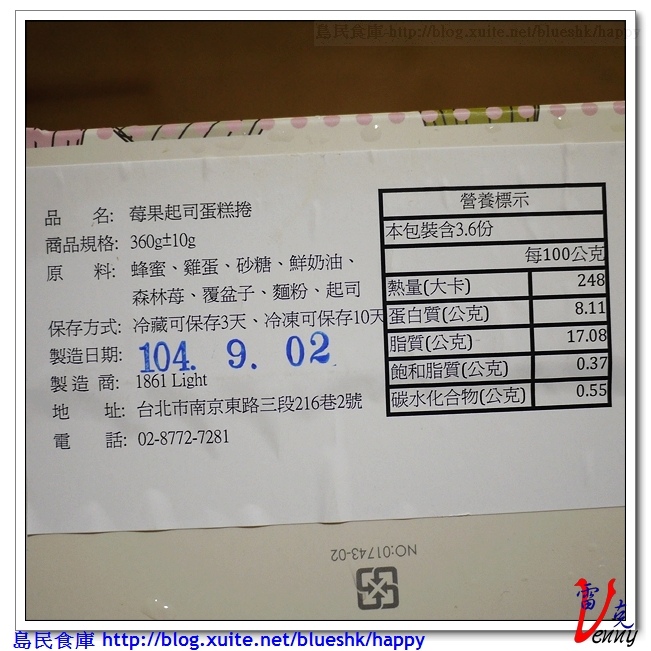 島民食庫 http://blog.xuite.net/blueshk/happy
品　名: 莓果起司蛋糕捲
商品規格: 360g±10g
原　料: 蜂蜜、雞蛋、砂糖、鮮奶油、
森林苺、覆盆子、麵粉、起司
保存方式: 冷藏可保存3天、冷凍可保存10天
製造日期: 104. 9. 02
製造商: 1861 Light
地　址: 台北市南京東路三段216巷2號
電　話: 02-8772-7281
營養標示
本包裝含3.6份
每100公克
熱量(大卡) 248
蛋白質(公克) 8.11
脂質(公克) 17.08
飽和脂質(公克) 0.37
碳水化合物(公克) 0.55
NO:01743-02
雷克
Venny
島民食庫 http://blog.xuite.net/blueshk/happy